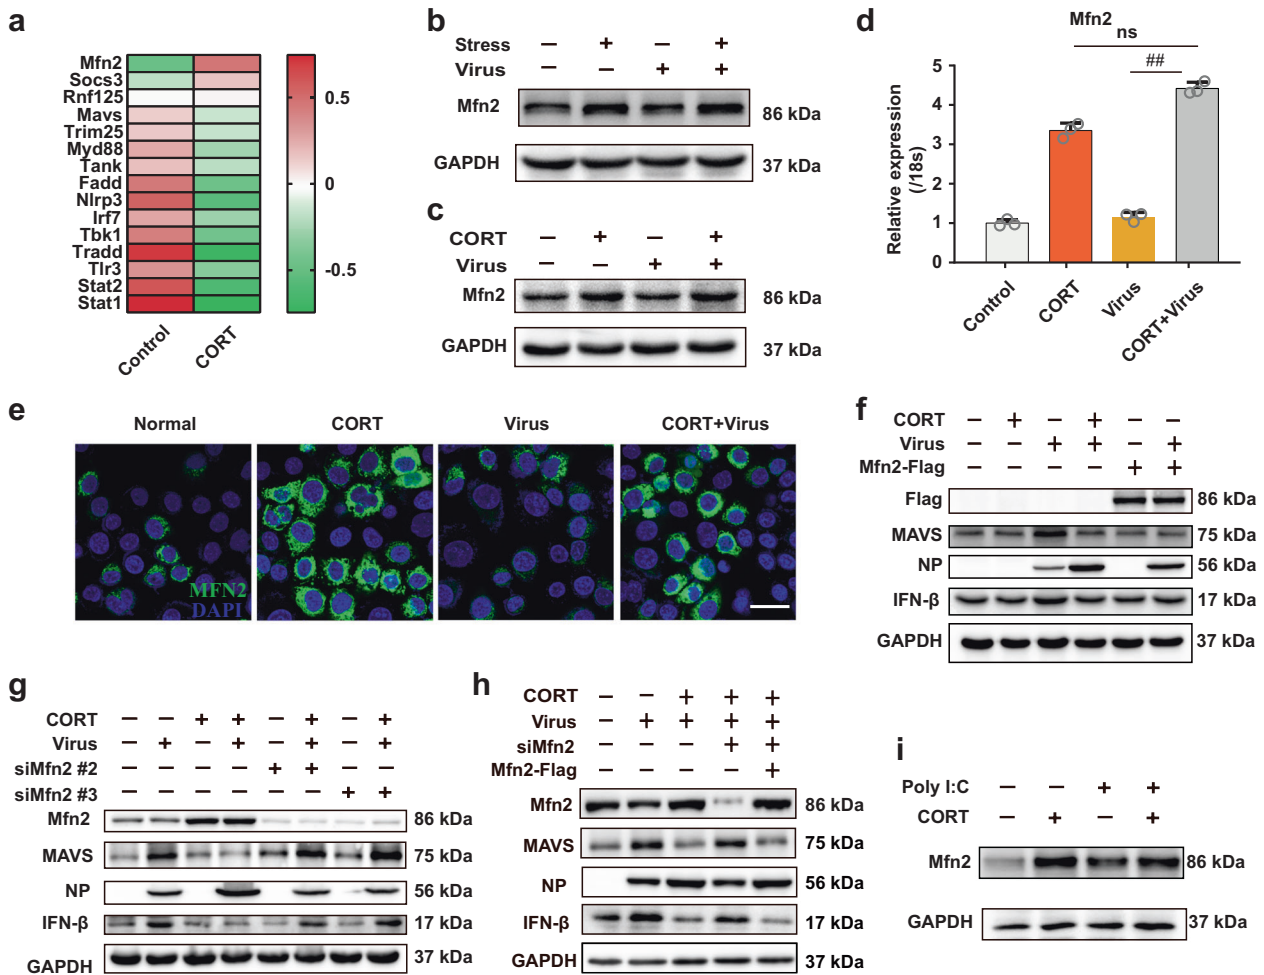 a
Mfn2
Socs3
Rnf125
Mavs
Trim25
Myd88
Tank
Fadd
Nlrp3
Irf7
Tbk1
Tradd
Tlr3
Stat2
Stat1
Control CORT
0.5
0
-0.5
b
Stress − + − +
Virus − − + +
Mfn2 86 kDa
GAPDH 37 kDa
c
CORT − + − +
Virus − − + +
Mfn2 86 kDa
GAPDH 37 kDa
d
Mfn2
ns
##
Relative expression
(/18s)
5
4
3
2
1
0
Control CORT Virus CORT+Virus
e
Normal CORT Virus CORT+Virus
MFN2
DAPI
f
CORT − + − + − −
Virus − − + + − +
Mfn2-Flag − − − − + +
Flag 86 kDa
MAVS 75 kDa
NP 56 kDa
IFN-β 17 kDa
GAPDH 37 kDa
g
CORT − − + + − + − +
Virus − + − + − + − +
siMfn2 #2 − − − − + + − −
siMfn2 #3 − − − − − − + +
Mfn2 86 kDa
MAVS 75 kDa
NP 56 kDa
IFN-β 17 kDa
GAPDH 37 kDa
h
CORT − − + + +
Virus − + + + +
siMfn2 − − − + +
Mfn2-Flag − − − − +
Mfn2 86 kDa
MAVS 75 kDa
NP 56 kDa
IFN-β 17 kDa
GAPDH 37 kDa
i
Poly I:C − − + +
CORT − + − +
Mfn2 86 kDa
GAPDH 37 kDa